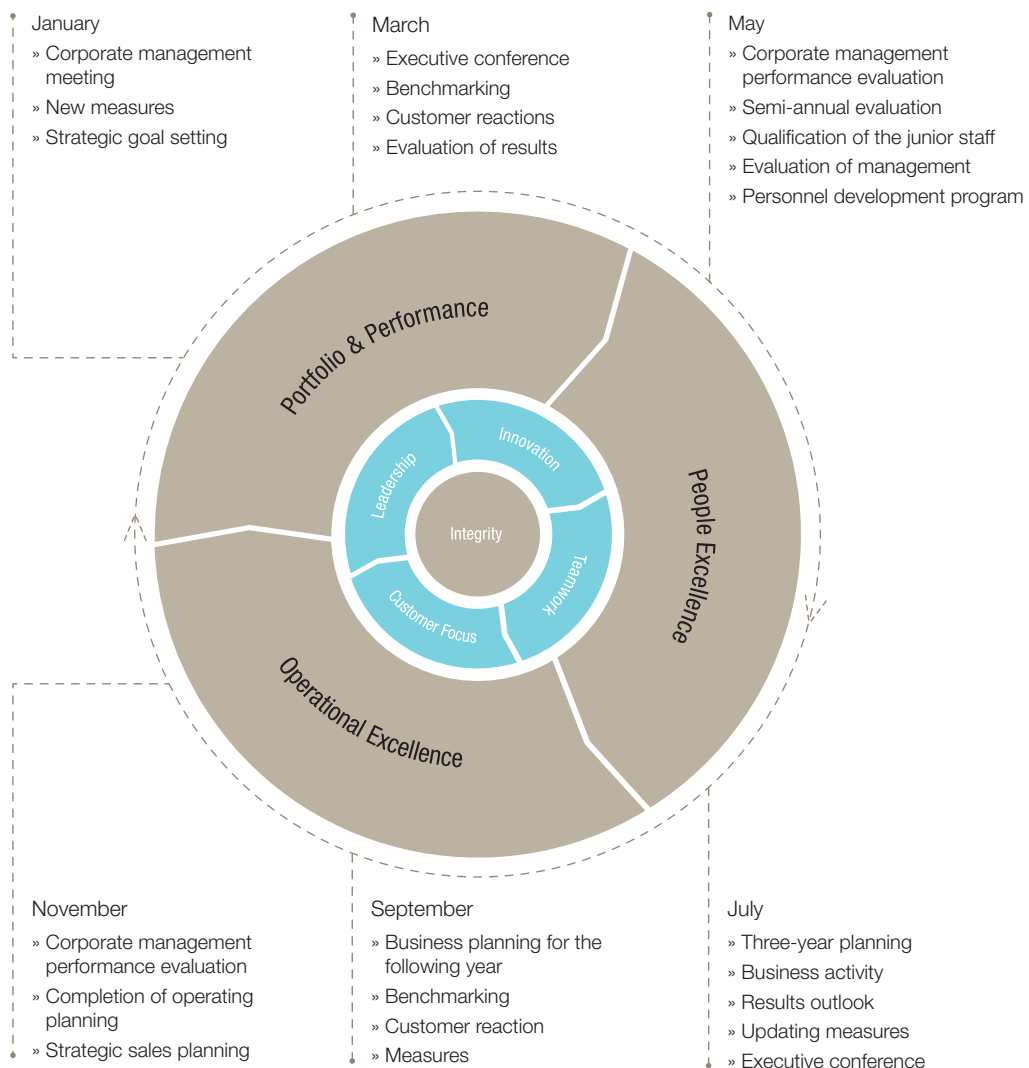 January
» Corporate management
meeting
» New measures
» Strategic goal setting
March
» Executive conference
» Benchmarking
» Customer reactions
» Evaluation of results
May
» Corporate management
performance evaluation
» Semi-annual evaluation
» Qualification of the junior staff
» Evaluation of management
» Personnel development program
Portfolio & Performance
People Excellence
Operational Excellence
Innovation
Leadership
Integrity
Teamwork
Customer Focus
November
» Corporate management
performance evaluation
» Completion of operating
planning
» Strategic sales planning
September
» Business planning for the
following year
» Benchmarking
» Customer reaction
» Measures
July
» Three-year planning
» Business activity
» Results outlook
» Updating measures
» Executive conference